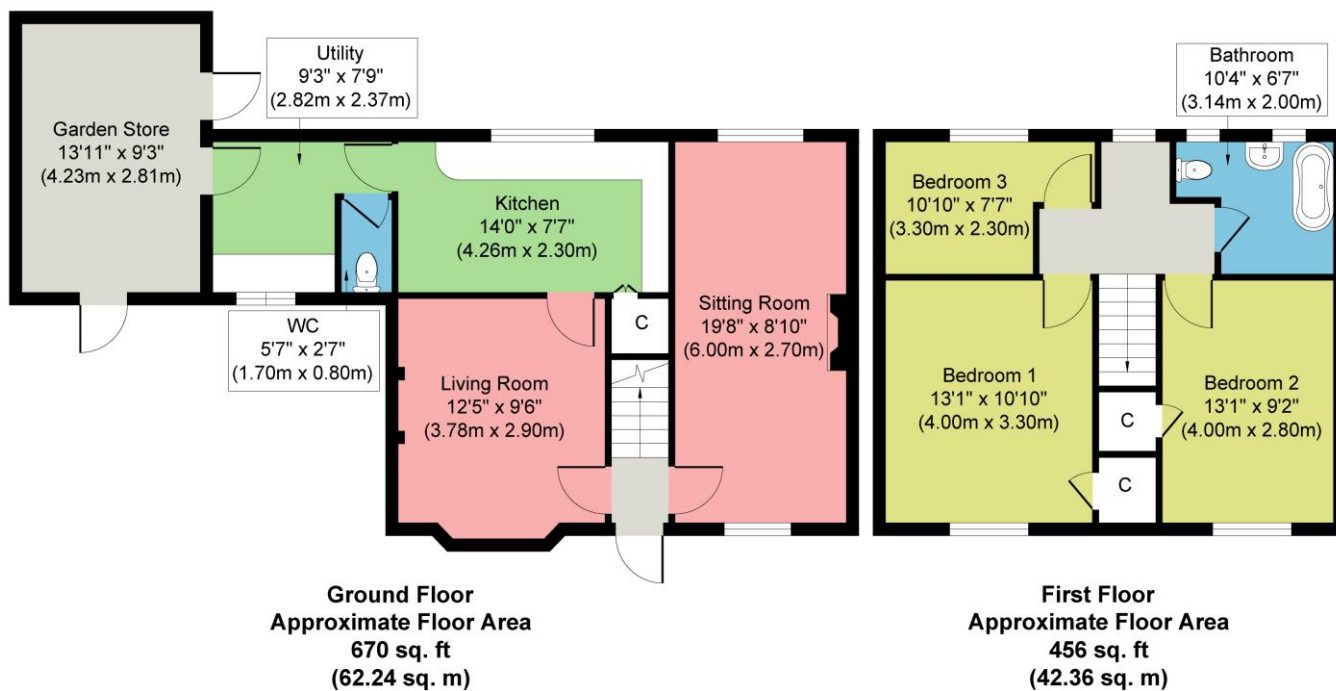 Utility
9'3" x 7'9"
(2.82m x 2.37m)
Garden Store
13'11" x 9'3"
(4.23m x 2.81m)
Kitchen
14'0" x 7'7"
(4.26m x 2.30m)
WC
5'7" x 2'7"
(1.70m x 0.80m)
Living Room
12'5" x 9'6"
(3.78m x 2.90m)
C
Sitting Room
19'8" x 8'10"
(6.00m x 2.70m)
Ground Floor
Approximate Floor Area
670 sq. ft
(62.24 sq. m)
Bathroom
10'4" x 6'7"
(3.14m x 2.00m)
Bedroom 3
10'10" x 7'7"
(3.30m x 2.30m)
Bedroom 1
13'1" x 10'10"
(4.00m x 3.30m)
Bedroom 2
13'1" x 9'2"
(4.00m x 2.80m)
C
C
First Floor
Approximate Floor Area
456 sq. ft
(42.36 sq. m)